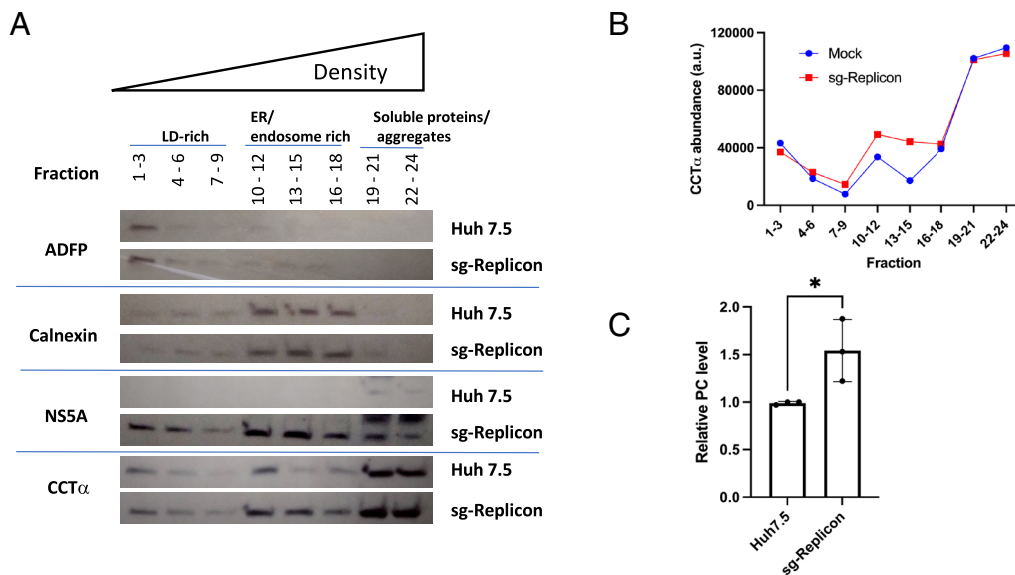 A
Density
LD-rich
ER/
endosome rich
Soluble proteins/
aggregates
Fraction
1 -3
4 - 6
7 - 9
10 - 12
13 - 15
16 - 18
19 - 21
22 - 24
ADFP
Huh 7.5
sg-Replicon
Calnexin
Huh 7.5
sg-Replicon
NS5A
Huh 7.5
sg-Replicon
CCTα
Huh 7.5
sg-Replicon
B
CCTα abundance (a.u.)
120000
80000
40000
0
Mock
sg-Replicon
1-3
4-6
7-9
10-12
13-15
16-18
19-21
22-24
Fraction
C
Relative PC level
2.0
1.5
1.0
0.5
0.0
*
Huh7.5
sg-Replicon